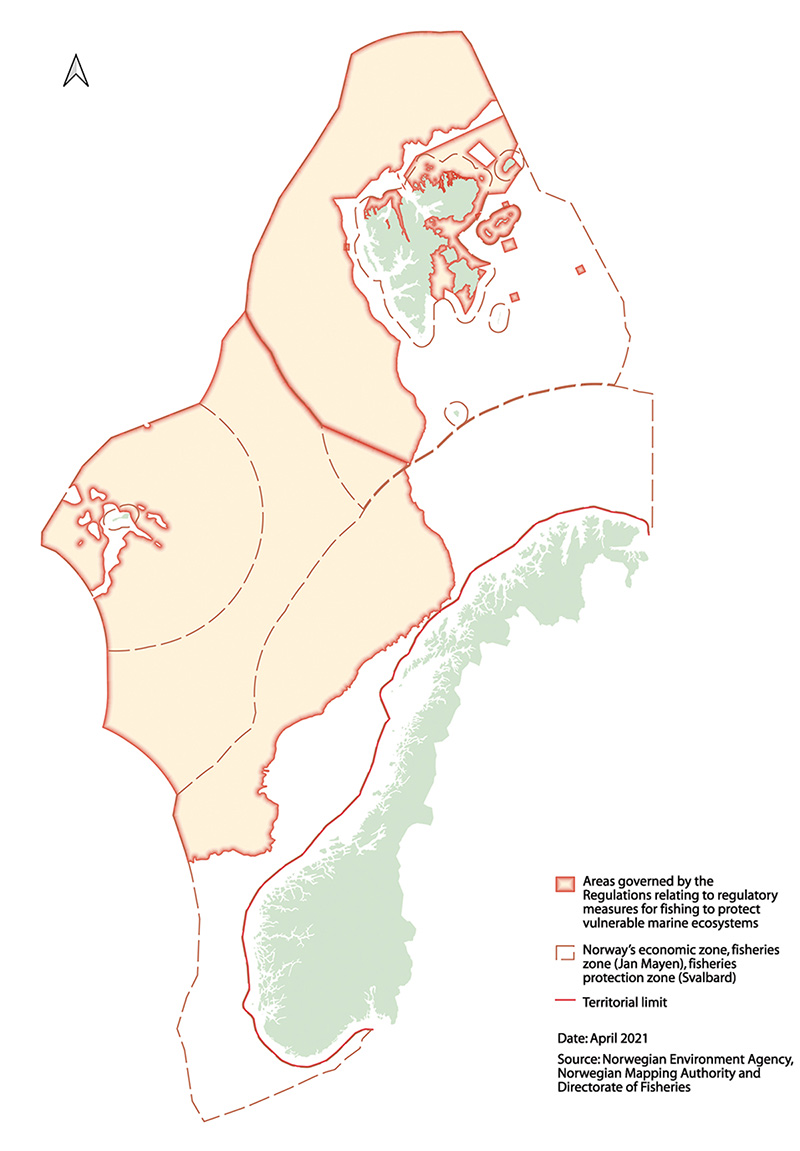 Areas governed by the
Regulations relating to regulatory
measures for fishing to protect
vulnerable marine ecosystems
Norway's economic zone, fisheries
zone (Jan Mayen), fisheries
protection zone (Svalbard)
Territorial limit
Date: April 2021
Source: Norwegian Environment Agency,
Norwegian Mapping Authority and
Directorate of Fisheries